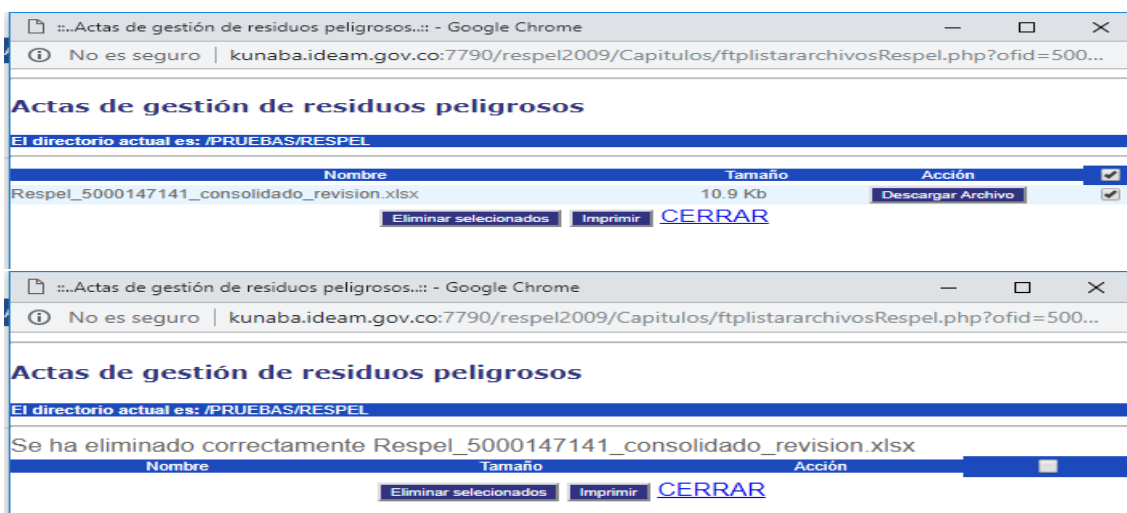 ::..Actas de gestión de residuos peligrosos..:: - Google Chrome
No es seguro | kunaba.ideam.gov.co:7790/respel2009/Capitulos/ftplistararchivosRespel.php?ofid=500...
Actas de gestión de residuos peligrosos
El directorio actual es: /PRUEBAS/RESPEL
Nombre Tamaño Acción
Respel_5000147141_consolidado_revision.xlsx 10.9 Kb Descargar Archivo
Eliminar selecionados Imprimir CERRAR
::..Actas de gestión de residuos peligrosos..:: - Google Chrome
No es seguro | kunaba.ideam.gov.co:7790/respel2009/Capitulos/ftplistararchivosRespel.php?ofid=500...
Actas de gestión de residuos peligrosos
El directorio actual es: /PRUEBAS/RESPEL
Se ha eliminado correctamente Respel_5000147141_consolidado_revision.xlsx
Nombre Tamaño Acción
Eliminar selecionados Imprimir CERRAR